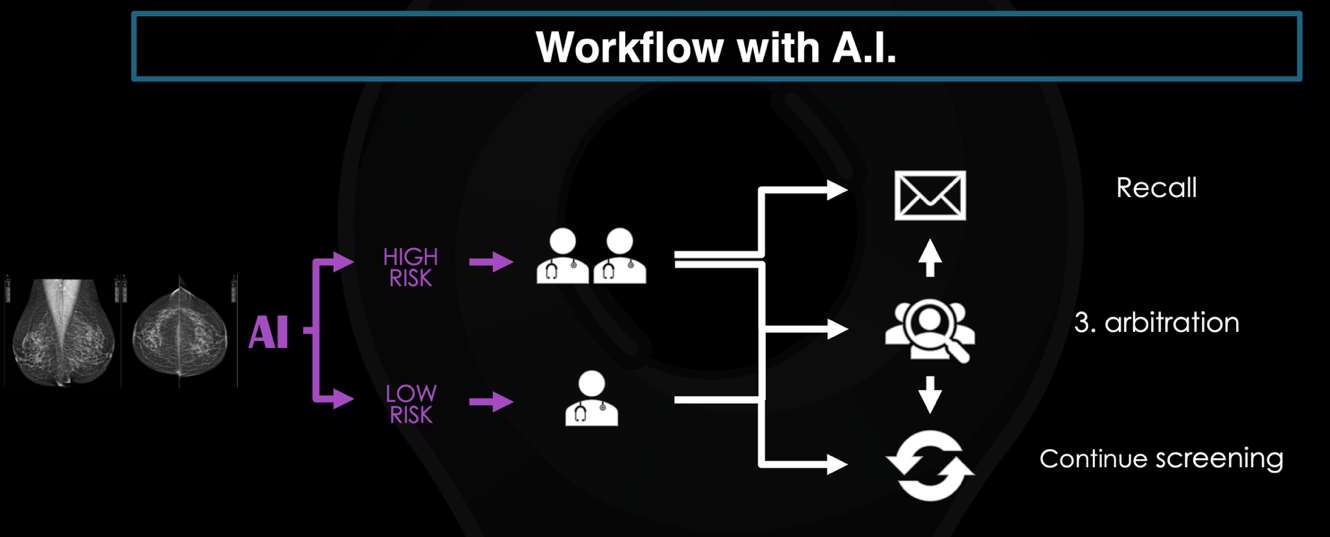 Workflow with A.I.
AI
HIGH
RISK
LOW
RISK
Recall
3. arbitration
Continue screening